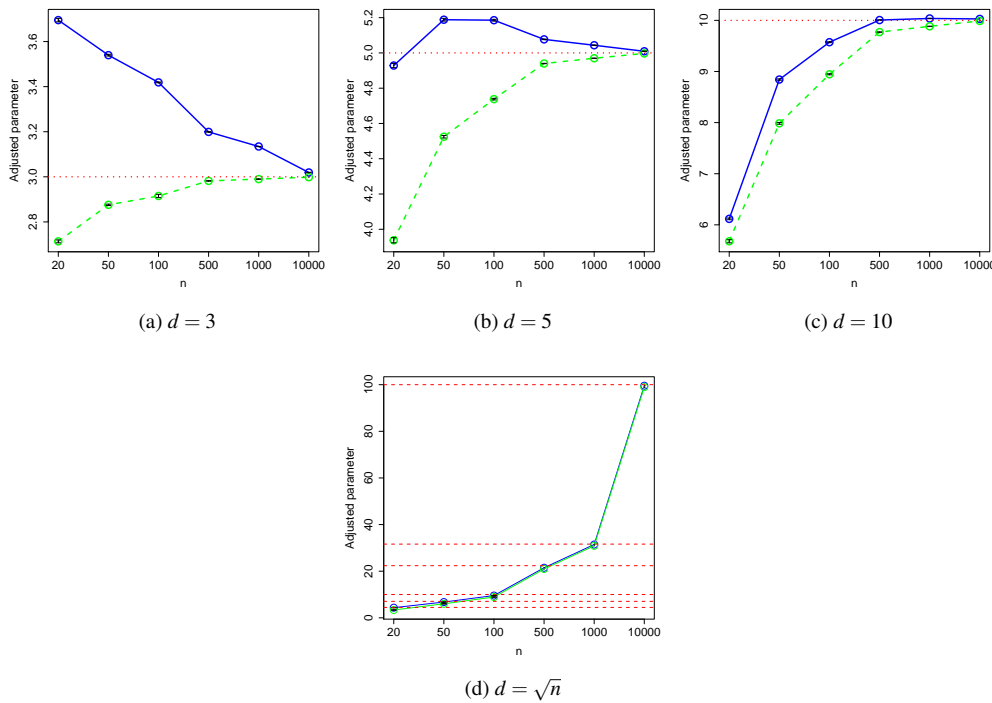 Adjusted parameter
2.8 3.0 3.2 3.4 3.6
20 50 100 500 1000 10000
n
(a) d = 3
Adjusted parameter
4.0 4.2 4.4 4.6 4.8 5.0 5.2
20 50 100 500 1000 10000
n
(b) d = 5
Adjusted parameter
6 7 8 9 10
20 50 100 500 1000 10000
n
(c) d = 10
Adjusted parameter
0 20 40 60 80 100
20 50 100 500 1000 10000
n
(d) d = √n